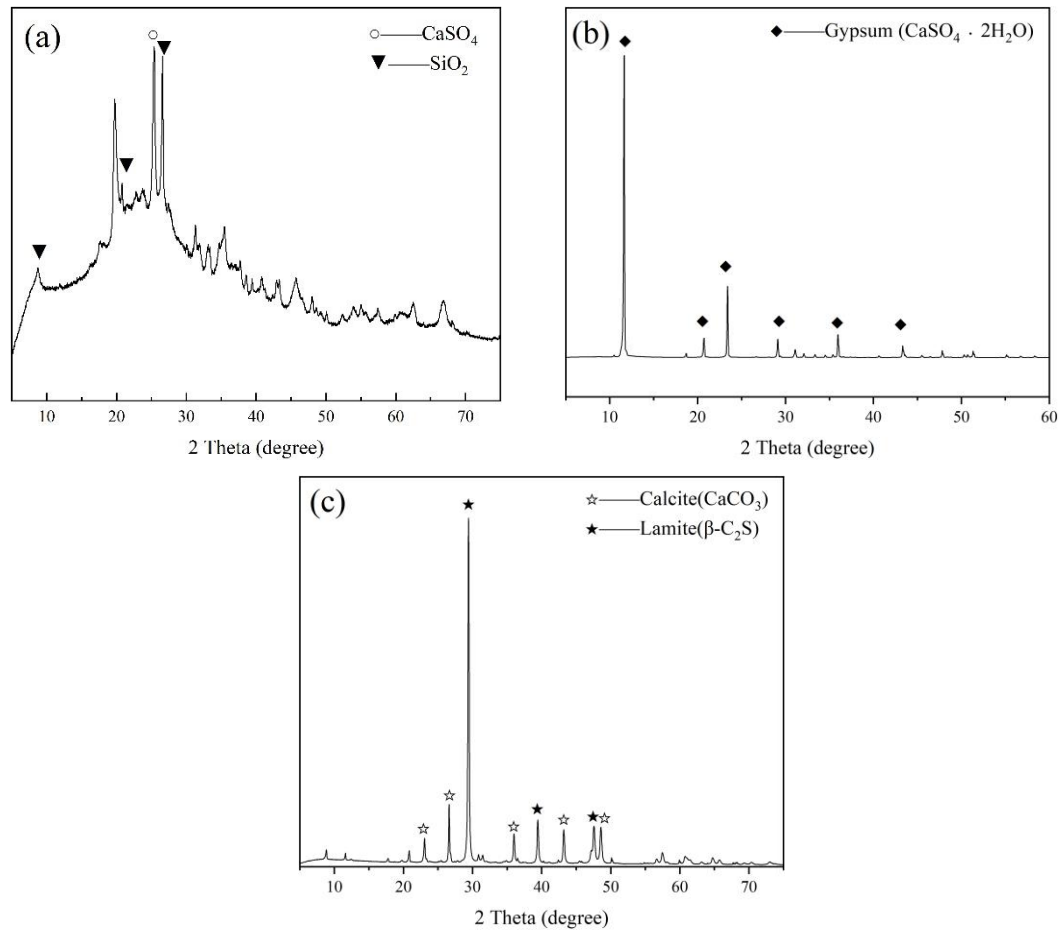 (a)
○——CaSO₄
▼——SiO₂
10 20 30 40 50 60 70
2 Theta (degree)
(b)
◆——Gypsum (CaSO₄ · 2H₂O)
10 20 30 40 50 60
2 Theta (degree)
(c)
☆——Calcite(CaCO₃)
★——Lamite(β-C₂S)
10 20 30 40 50 60 70
2 Theta (degree)